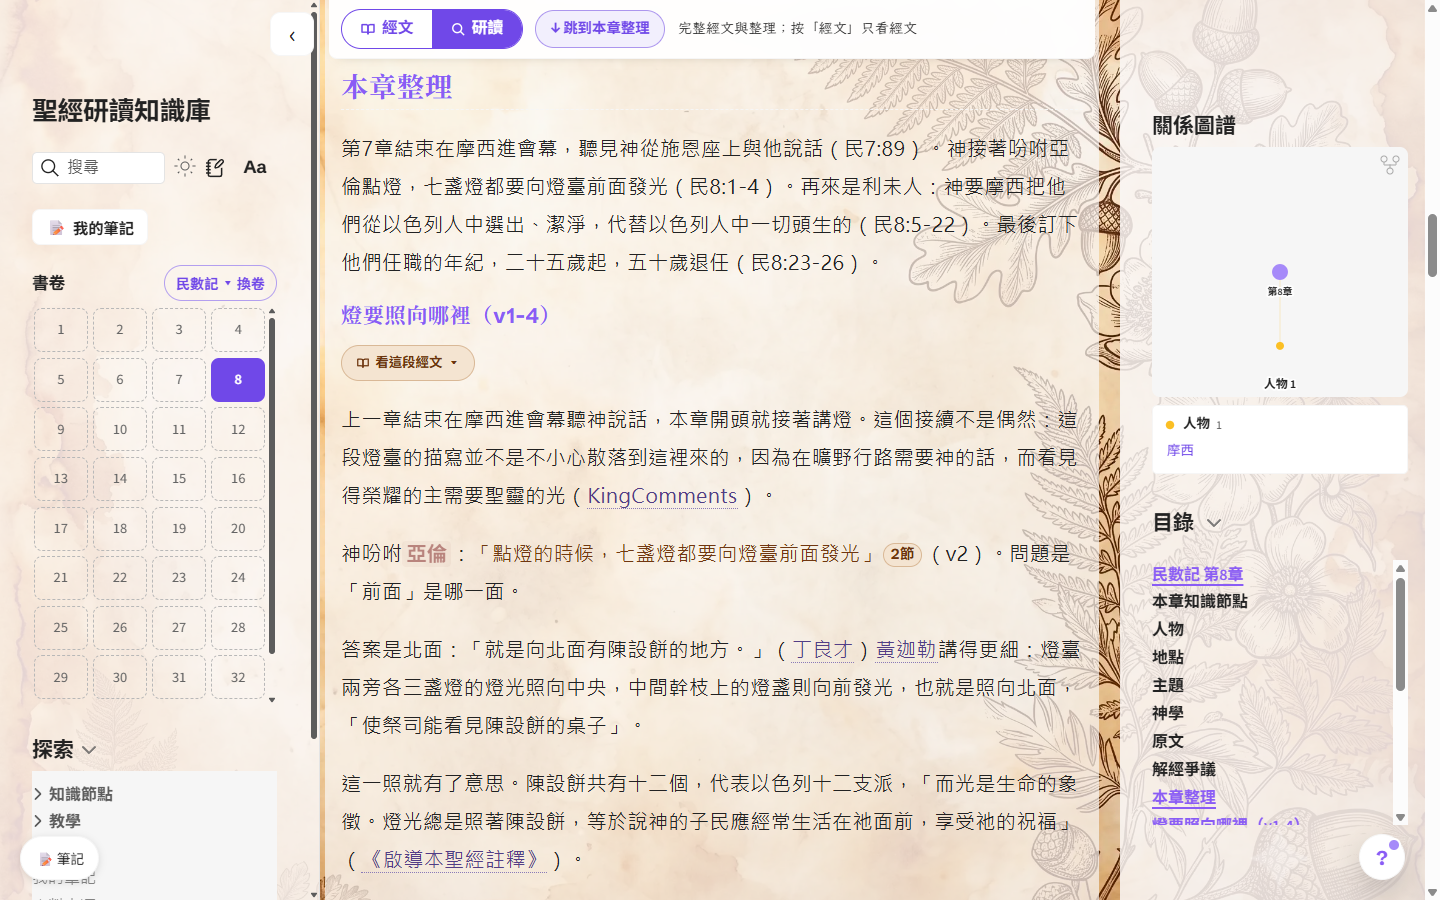 聖經研讀知識庫
搜尋
Aa
我的筆記
書卷
民數記 換卷
1 2 3 4
5 6 7 8
9 10 11 12
13 14 15 16
17 18 19 20
21 22 23 24
25 26 27 28
29 30 31 32
探索
知識節點
教學
筆記
經文 研讀 ↓跳到本章整理 完整經文與整理；按「經文」只看經文
本章整理
第7章結束在摩西進會幕，聽見神從施恩座上與他說話（民7:89）。神接著吩咐亞
倫點燈，七盞燈都要向燈臺前面發光（民8:1-4）。再來是利未人：神要摩西把他
們從以色列人中選出、潔淨，代替以色列人中一切頭生的（民8:5-22）。最後訂下
他們任職的年紀，二十五歲起，五十歲退任（民8:23-26）。
燈要照向哪裡（v1-4）
看這段經文
上一章結束在摩西進會幕聽神說話，本章開頭就接著講燈。這個接續不是偶然：這
段燈臺的描寫並不是不小心散落到這裡來的，因為在曠野行路需要神的話，而看見
得榮耀的主需要聖靈的光（KingComments）。
神吩咐 亞倫 ：「點燈的時候，七盞燈都要向燈臺前面發光」 2節 （v2）。問題是
「前面」是哪一面。
答案是北面：「就是向北面有陳設餅的地方。」（丁良才）黃迦勒講得更細：燈臺
兩旁各三盞燈的燈光照向中央，中間幹枝上的燈盞則向前發光，也就是照向北面，
「使祭司能看見陳設餅的桌子」。
這一照就有了意思。陳設餅共有十二個，代表以色列十二支派，「而光是生命的象
徵。燈光總是照著陳設餅，等於說神的子民應經常生活在祂面前，享受祂的祝福」
（《啟導本聖經註釋》）。
關係圖譜
第8章
人物 1
人物 1
摩西
目錄
民數記 第8章
本章知識節點
人物
地點
主題
神學
原文
解經爭議
本章整理
燈要照向哪裡（v1-4）
?